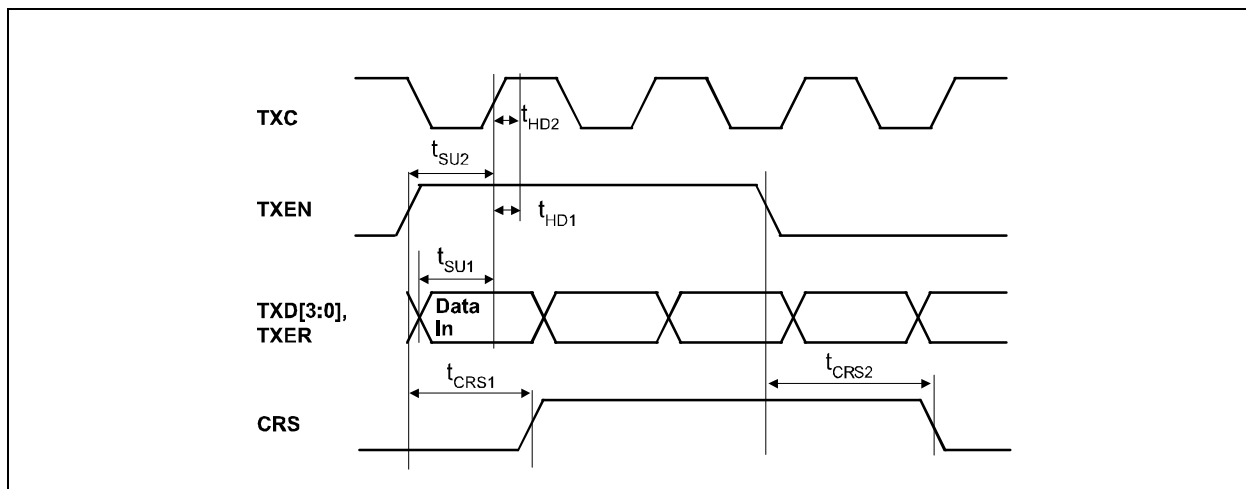 TXC
tHD2
tSU2
TXEN
tHD1
tSU1
TXD[3:0],
TXER
Data
In
tCRS1
tCRS2
CRS